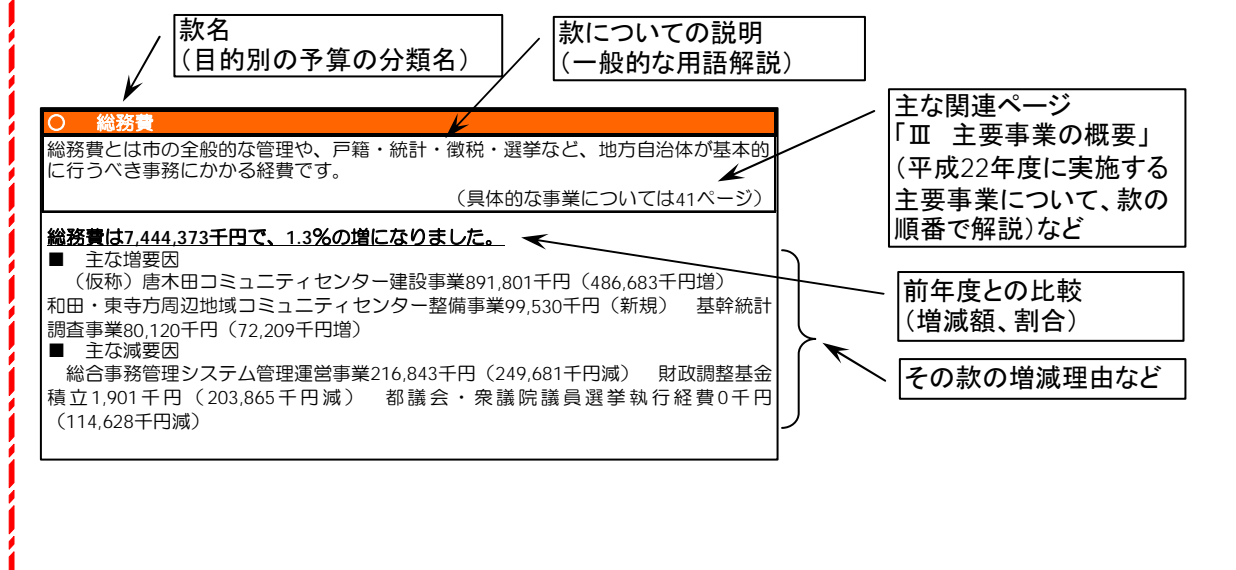 款名
（目的別の予算の分類名）
款についての説明
（一般的な用語解説）
主な関連ページ
「Ⅲ　主要事業の概要」
（平成22年度に実施する
主要事業について、款の
順番で解説）など
○　総務費
総務費とは市の全般的な管理や、戸籍・統計・徴税・選挙など、地方自治体が基本的
に行うべき事務にかかる経費です。
（具体的な事業については41ページ）
総務費は7,444,373千円で、1.3%の増になりました。
■　主な増要因
（仮称）唐木田コミュニティセンター建設事業891,801千円（486,683千円増）
和田・東寺方周辺地域コミュニティセンター整備事業99,530千円（新規）　基幹統計
調査事業80,120千円（72,209千円増）
■　主な減要因
総合事務管理システム管理運営事業216,843千円（249,681千円減）　財政調整基金
積立1,901千円（203,865千円減）　都議会・衆議院議員選挙執行経費0千円
（114,628千円減）
前年度との比較
（増減額、割合）
その款の増減理由など